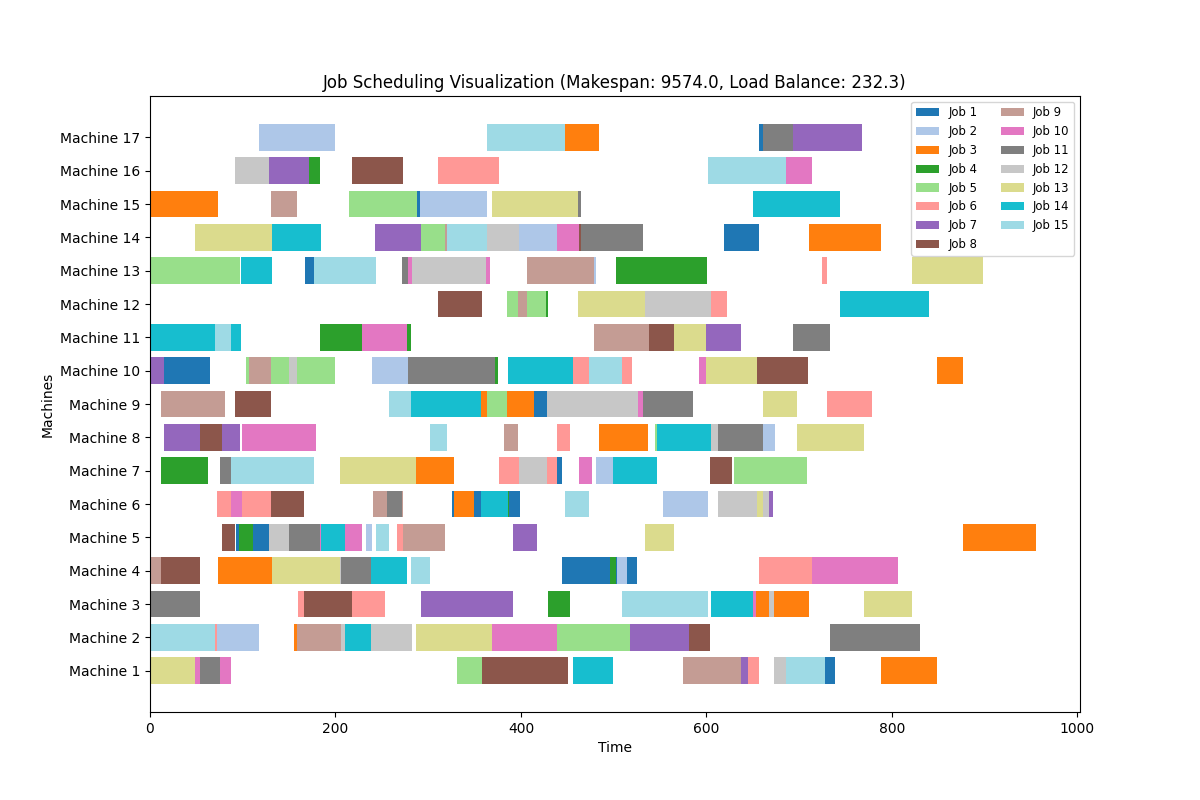 Job Scheduling Visualization (Makespan: 9574.0, Load Balance: 232.3)
Job 1
Job 2
Job 3
Job 4
Job 5
Job 6
Job 7
Job 8
Job 9
Job 10
Job 11
Job 12
Job 13
Job 14
Job 15
Machines
Machine 17
Machine 16
Machine 15
Machine 14
Machine 13
Machine 12
Machine 11
Machine 10
Machine 9
Machine 8
Machine 7
Machine 6
Machine 5
Machine 4
Machine 3
Machine 2
Machine 1
0 200 400 600 800 1000
Time